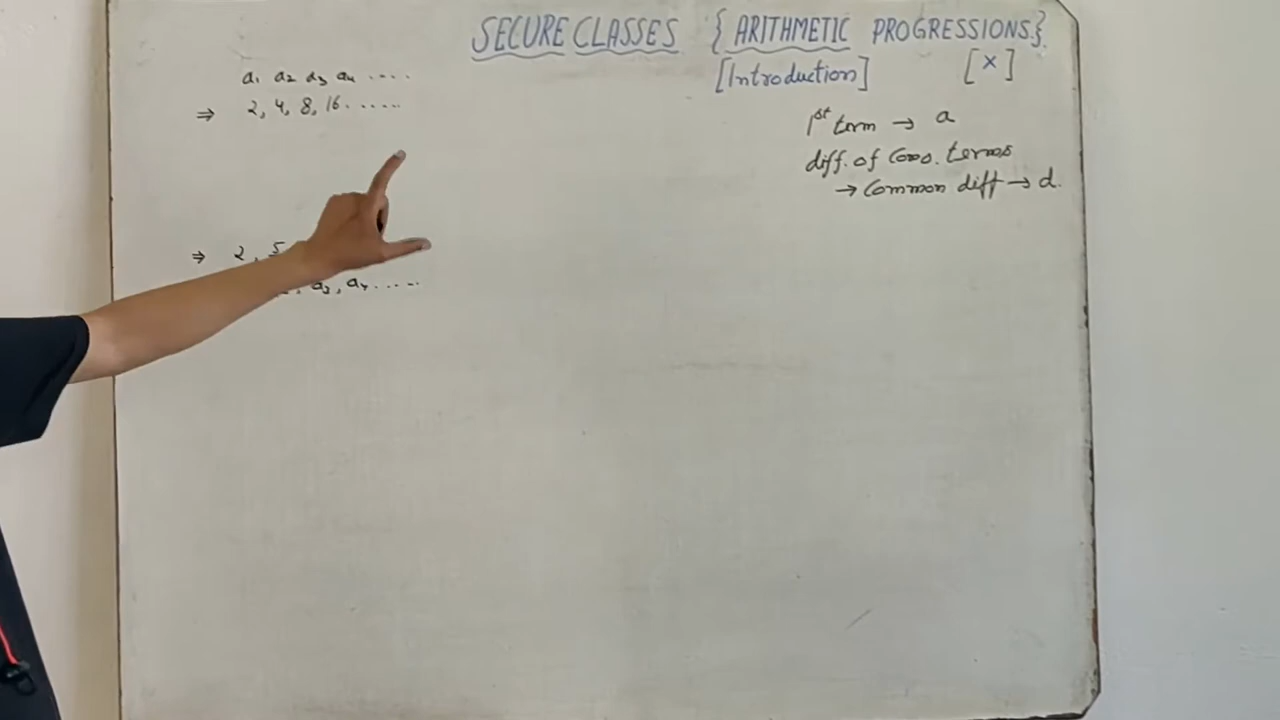 SECURE CLASSES { ARITHMETIC PROGRESSIONS.}
[Introduction] [×]
a₁ a₂ a₃ a₄ ....
⇒ 2, 4, 8, 16 ......
1st term → a
diff. of Cons. terms
→ Common diff → d.
⇒ 2, 5
a₃, a₄ .....